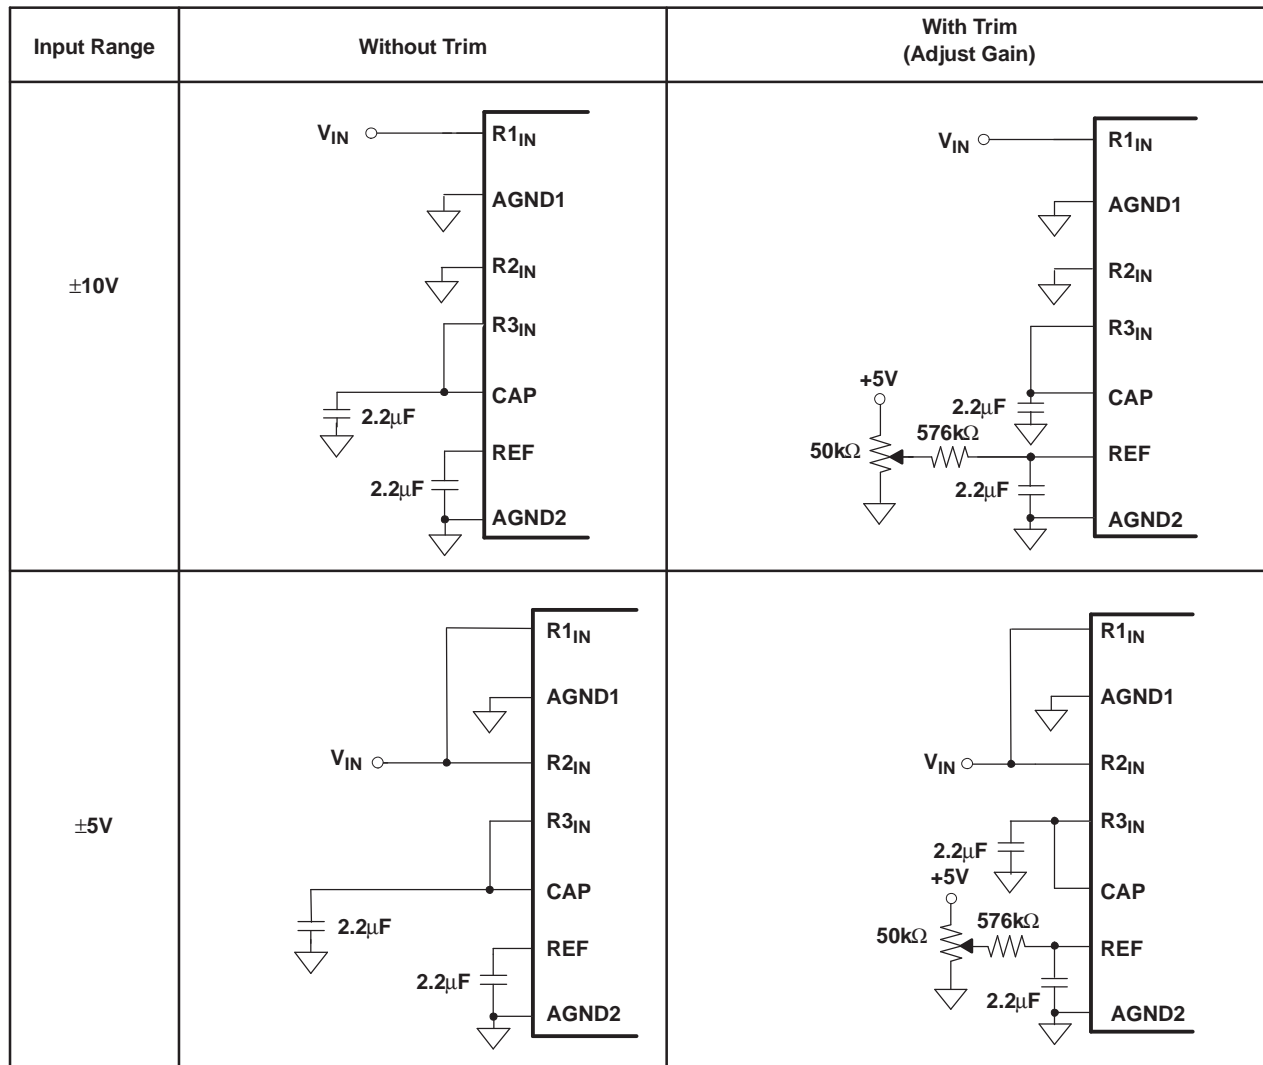 Input Range
Without Trim
With Trim
(Adjust Gain)
±10V
V_IN
R1_IN
AGND1
R2_IN
R3_IN
CAP
2.2μF
REF
2.2μF
AGND2
V_IN
R1_IN
AGND1
R2_IN
R3_IN
+5V
CAP
2.2μF
576kΩ
50kΩ
REF
2.2μF
AGND2
±5V
R1_IN
AGND1
V_IN
R2_IN
R3_IN
CAP
2.2μF
REF
2.2μF
AGND2
R1_IN
AGND1
V_IN
R2_IN
R3_IN
2.2μF
+5V
CAP
576kΩ
50kΩ
REF
2.2μF
AGND2